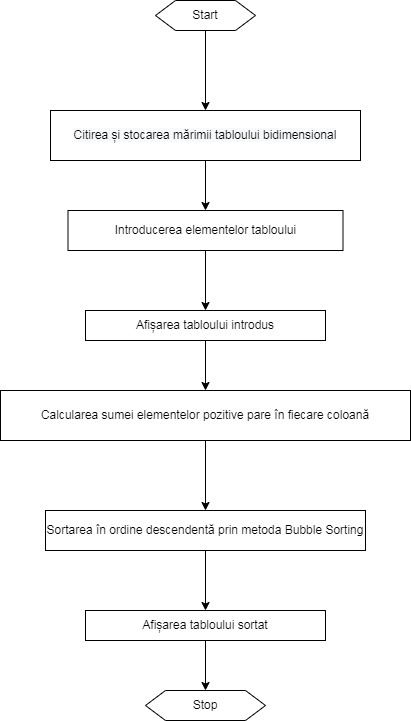 Start
Citirea și stocarea mărimii tabloului bidimensional
Introducerea elementelor tabloului
Afișarea tabloului introdus
Calcularea sumei elementelor pozitive pare în fiecare coloană
Sortarea în ordine descendentă prin metoda Bubble Sorting
Afișarea tabloului sortat
Stop